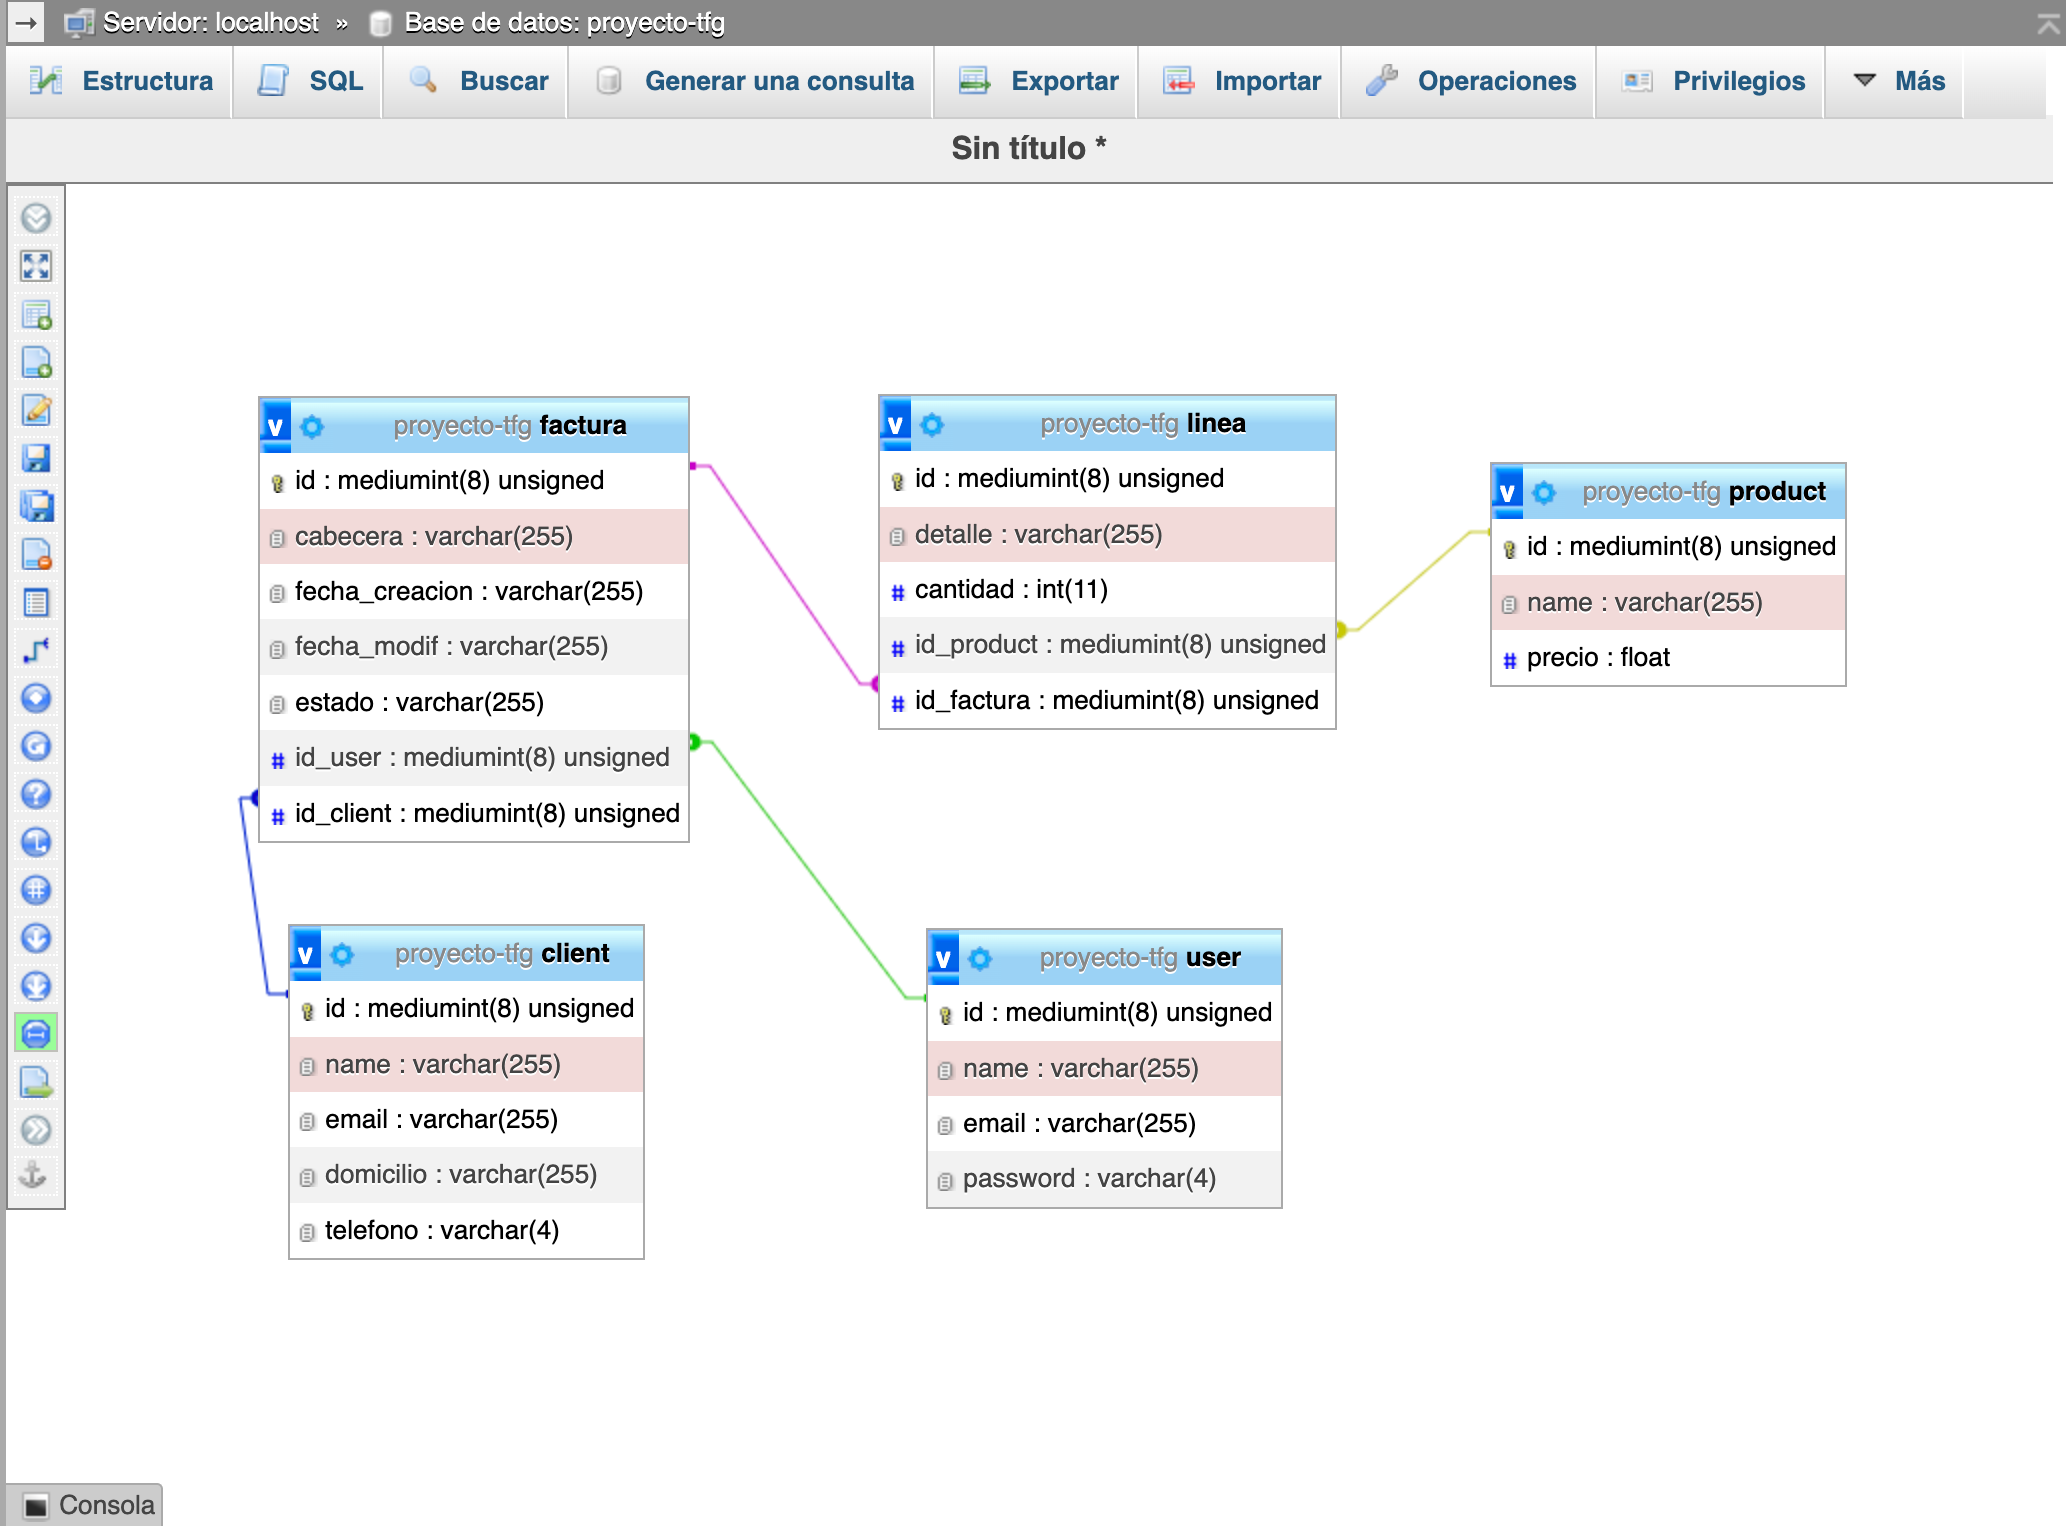 Servidor: localhost » Base de datos: proyecto-tfg
Estructura SQL Buscar Generar una consulta Exportar Importar Operaciones Privilegios Más
Sin título *
proyecto-tfg factura
id : mediumint(8) unsigned
cabecera : varchar(255)
fecha_creacion : varchar(255)
fecha_modif : varchar(255)
estado : varchar(255)
id_user : mediumint(8) unsigned
id_client : mediumint(8) unsigned
proyecto-tfg linea
id : mediumint(8) unsigned
detalle : varchar(255)
cantidad : int(11)
id_product : mediumint(8) unsigned
id_factura : mediumint(8) unsigned
proyecto-tfg product
id : mediumint(8) unsigned
name : varchar(255)
precio : float
proyecto-tfg client
id : mediumint(8) unsigned
name : varchar(255)
email : varchar(255)
domicilio : varchar(255)
telefono : varchar(4)
proyecto-tfg user
id : mediumint(8) unsigned
name : varchar(255)
email : varchar(255)
password : varchar(4)
Consola